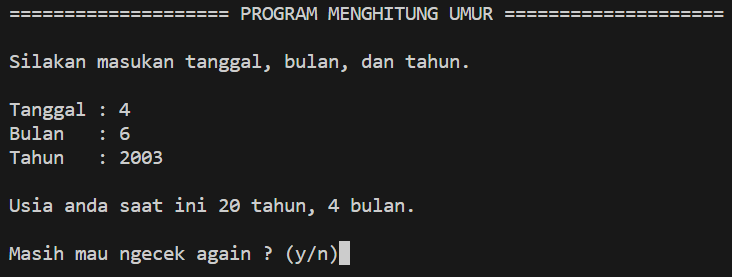 ==================== PROGRAM MENGHITUNG UMUR ====================
Silakan masukan tanggal, bulan, dan tahun.
Tanggal : 4
Bulan   : 6
Tahun   : 2003
Usia anda saat ini 20 tahun, 4 bulan.
Masih mau ngecek again ? (y/n)